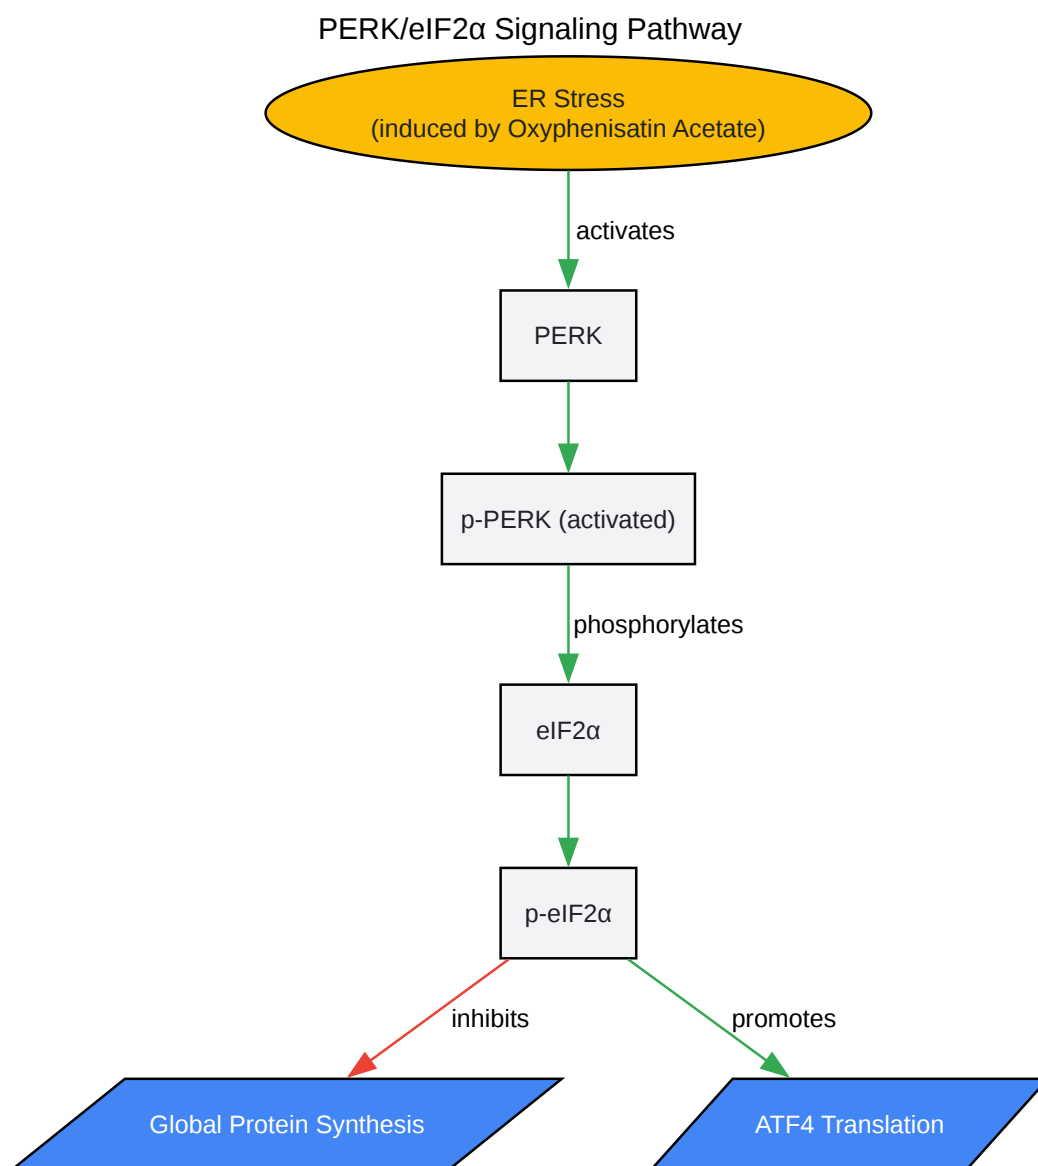 PERK/eIF2α Signaling Pathway
ER Stress
(induced by Oxyphenisatin Acetate)
activates
PERK
p-PERK (activated)
phosphorylates
eIF2α
p-eIF2α
inhibits
promotes
Global Protein Synthesis
ATF4 Translation